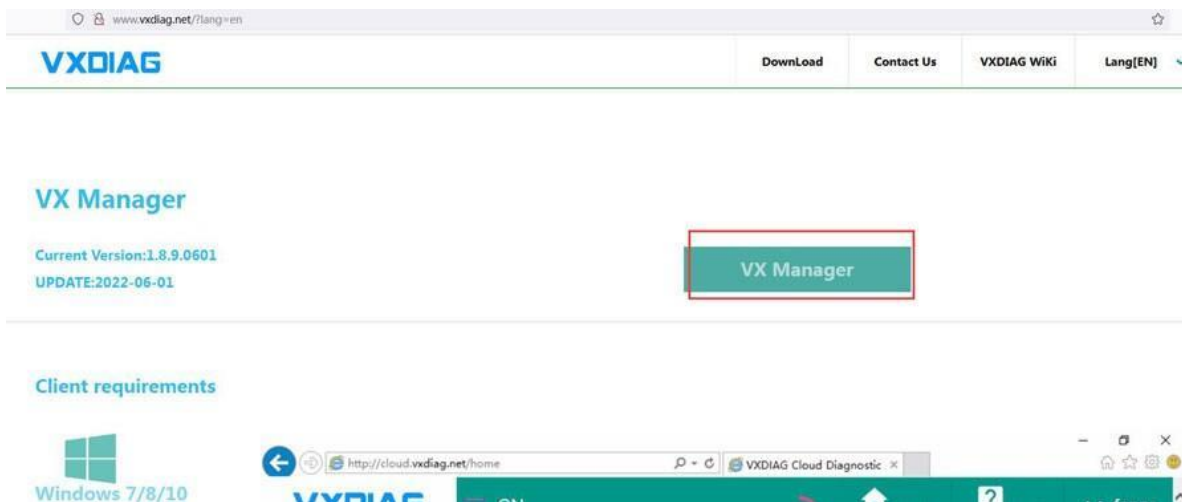 www.vxdiag.net/?lang=en
VXDIAG
DownLoad
Contact Us
VXDIAG WiKi
Lang[EN]
VX Manager
Current Version:1.8.9.0601
UPDATE:2022-06-01
VX Manager
Client requirements
http://cloud.vxdiag.net/home
VXDIAG Cloud Diagnostic
Windows 7/8/10
VXDIAG
?